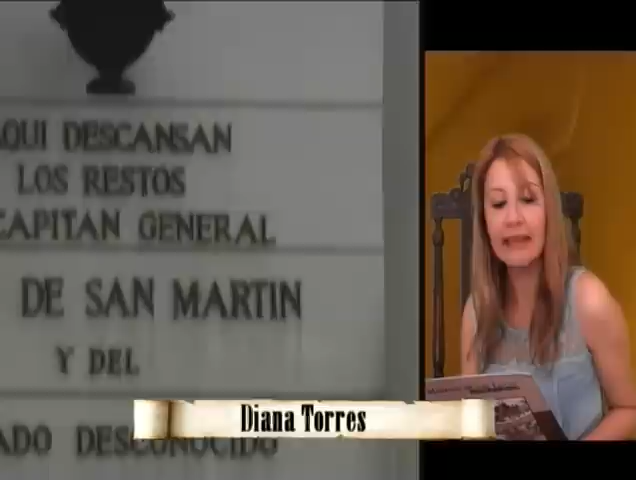 AQUI DESCANSAN
LOS RESTOS
CAPITAN GENERAL
DE SAN MARTIN
Y DEL
ADO DESCONOCIDO
Diana Torres